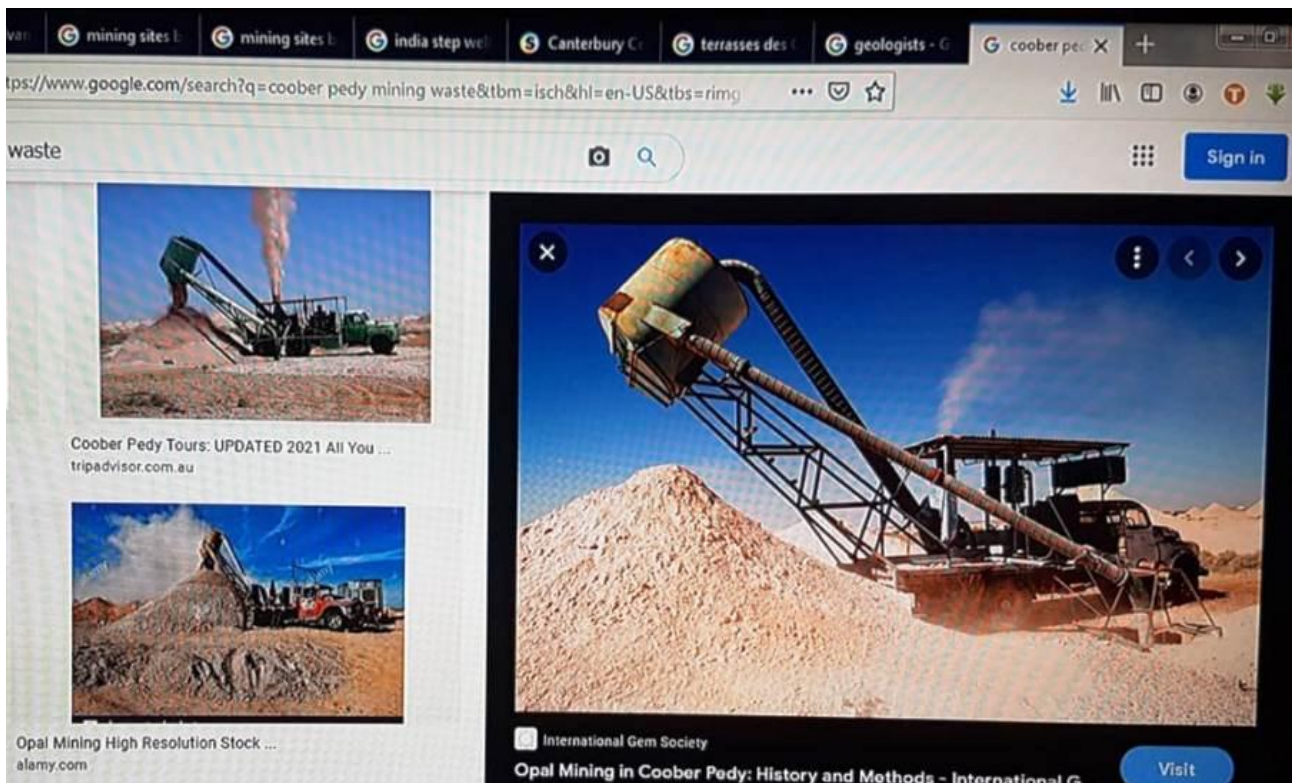 mining sites b
mining sites b
india step wel
Canterbury C
terrasses des
geologists - G
coober pe
tps://www.google.com/search?q=coober pedy mining waste&tbm=isch&hl=en-US&tbs=rimg
waste
Sign in
Coober Pedy Tours: UPDATED 2021 All You ...
tripadvisor.com.au
Opal Mining High Resolution Stock ...
alamy.com
International Gem Society
Opal Mining in Coober Pedy: History and Methods - International G
Visit